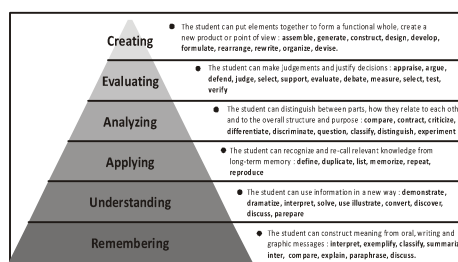 Creating
The student can put elements together to form a functional whole, create a
new product or point of view : assemble, generate, construct, design, develop,
formulate, rearrange, rewrite, organize, devise.
Evaluating
The student can make judgements and justify decisions : appraise, argue,
defend, judge, select, support, evaluate, debate, measure, select, test,
verify
Analyzing
The student can distinguish between parts, how they relate to each oth
and to the overall structure and purpose : compare, contract, criticize,
differentiate, discriminate, question, classify, distinguish, experiment
Applying
The student can recognize and re-call relevant knowledge from
long-term memory : define, duplicate, list, memorize, repeat,
reproduce
Understanding
The student can use information in a new way : demonstrate,
dramatize, interpret, solve, use illustrate, convert, discover,
discuss, parepare
Remembering
The student can construct meaning from oral, writing and
graphic messages : interpret, exemplify, classify, summari
inter, compare, explain, paraphrase, discuss.